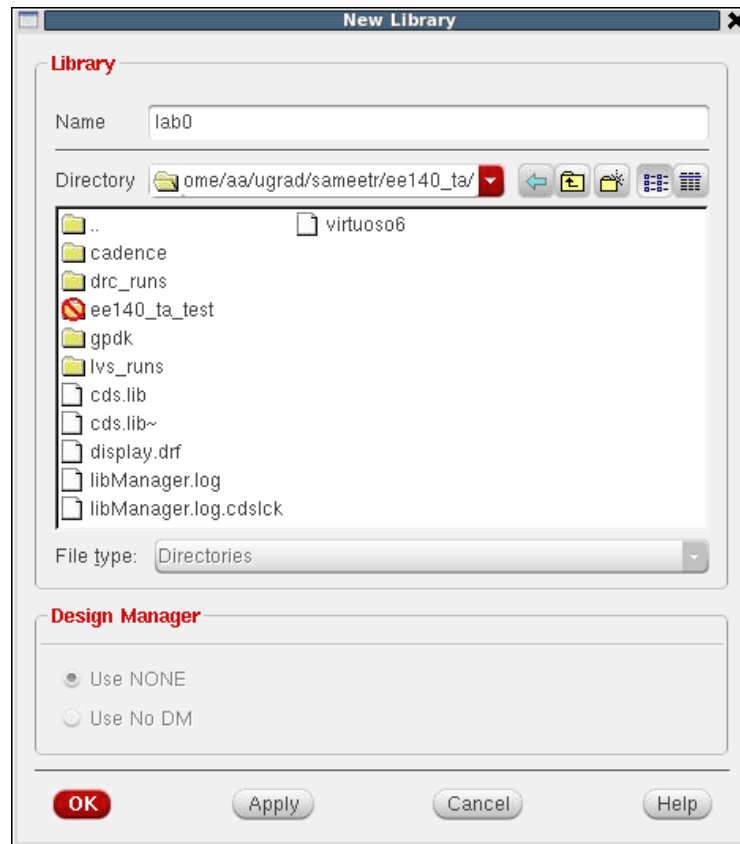 New Library
Library
Name lab0
Directory ome/aa/ugrad/sameetr/ee140_ta/
..
cadence
drc_runs
ee140_ta_test
gpdk
lvs_runs
cds.lib
cds.lib~
display.drf
libManager.log
libManager.log.cdslck
virtuoso6
File type: Directories
Design Manager
Use NONE
Use No DM
OK Apply Cancel Help